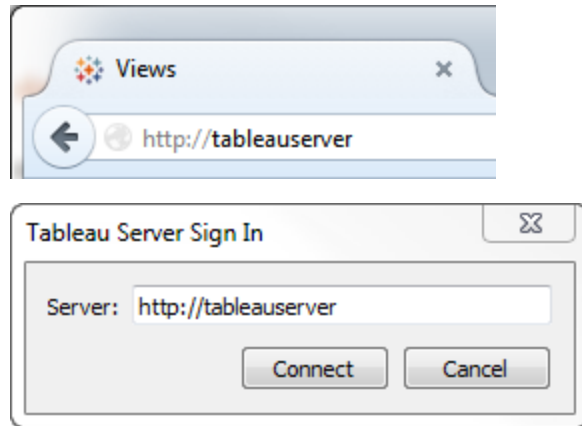 Views
http://tableauserver
Tableau Server Sign In
Server: http://tableauserver
Connect Cancel